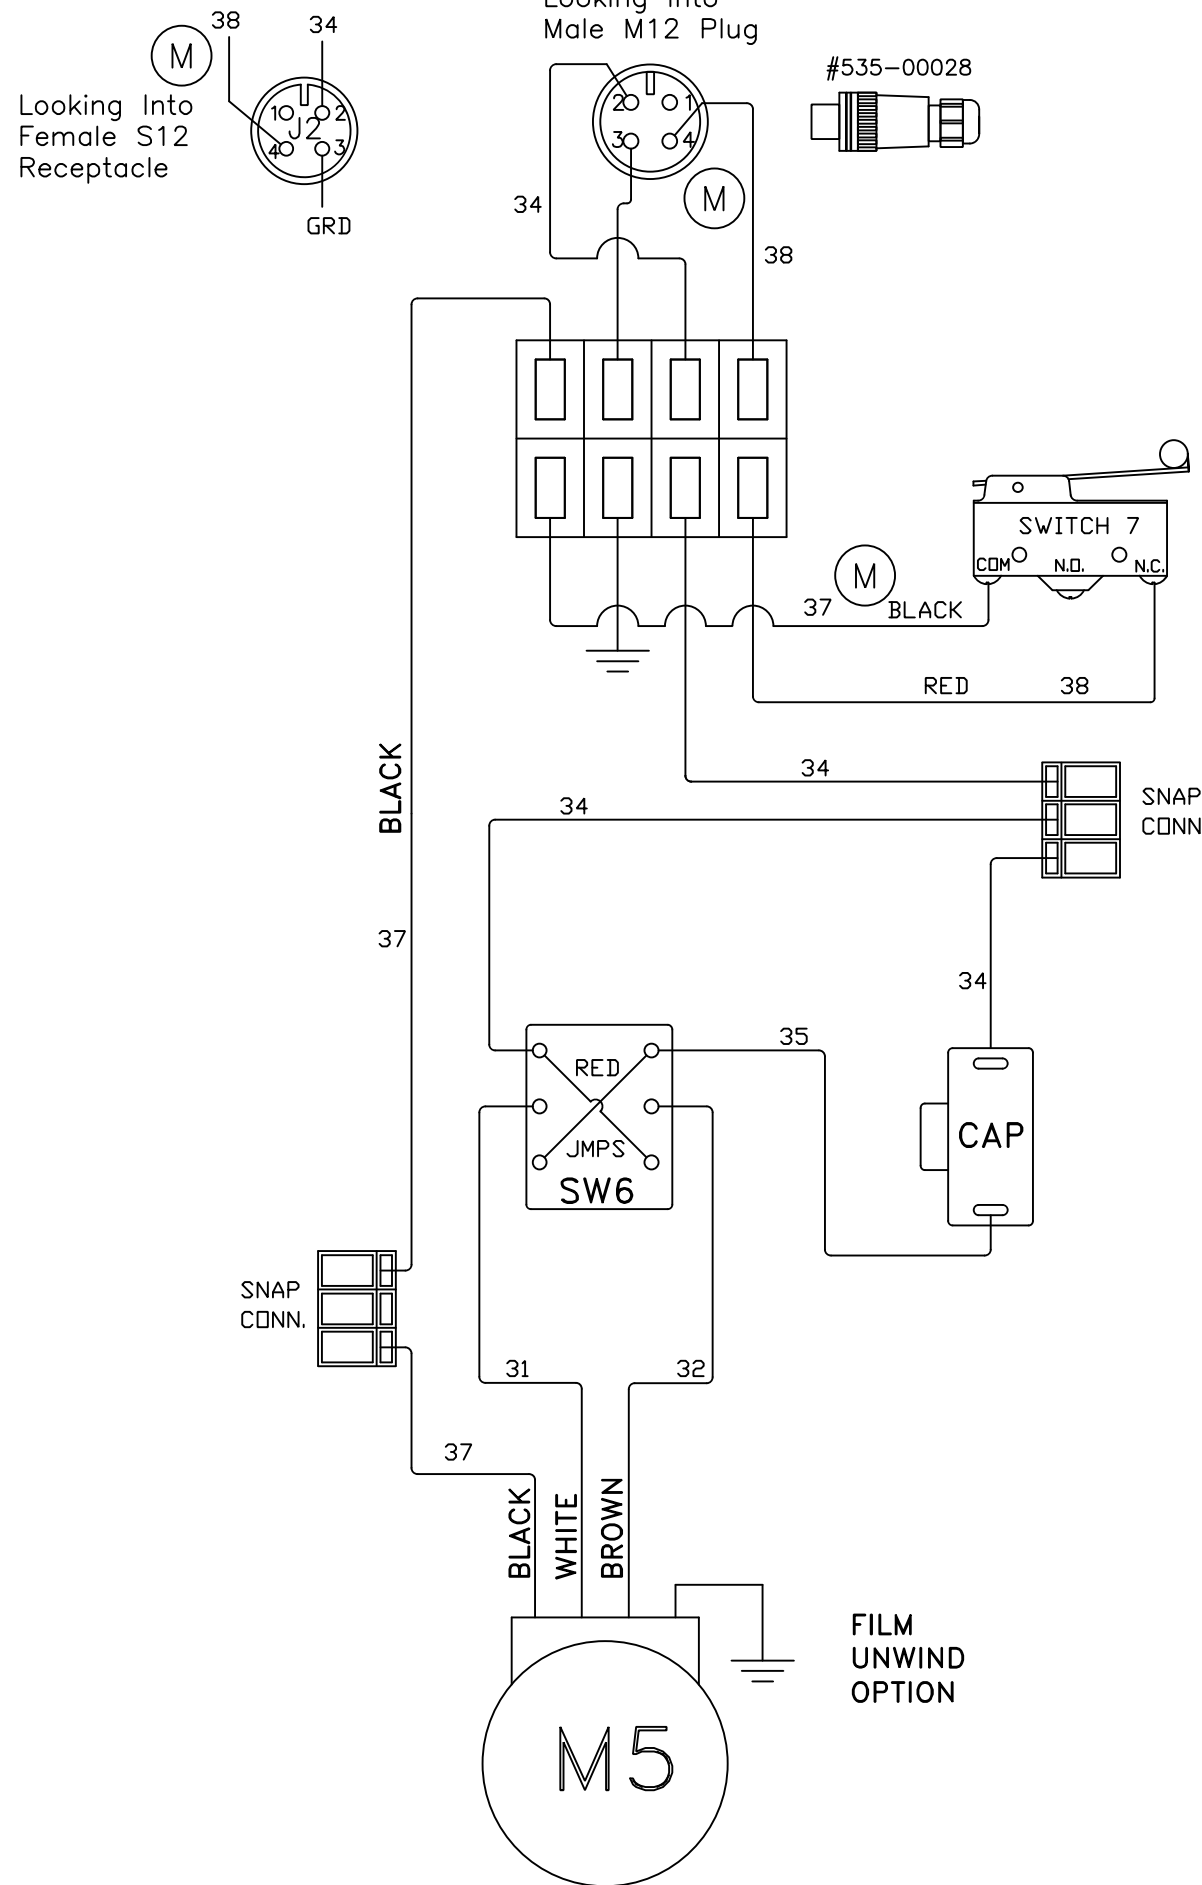 Looking Into
Male M12 Plug
38
34
M
Looking Into
Female S12
Receptacle
1
2
J2
4
3
GRD
#535-00028
2
1
3
4
M
34
38
SWITCH 7
COM
N.O.
N.C.
M
37
BLACK
RED
38
34
34
SNAP
CONN
BLACK
37
34
35
RED
JMPS
SW6
CAP
SNAP
CONN.
31
32
37
BLACK
WHITE
BROWN
FILM
UNWIND
OPTION
M5